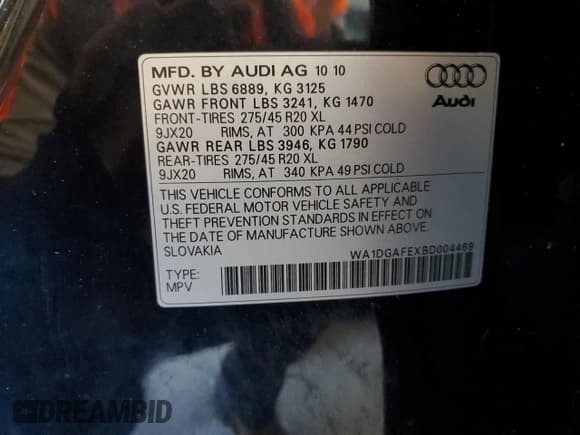 MFD. BY AUDI AG 10 10
GVWR LBS 6889, KG 3125
GAWR FRONT LBS 3241, KG 1470
FRONT-TIRES 275/45 R20 XL
9JX20 RIMS, AT 300 KPA 44 PSI COLD
GAWR REAR LBS 3946, KG 1790
REAR-TIRES 275/45 R20 XL
9JX20 RIMS, AT 340 KPA 49 PSI COLD
THIS VEHICLE CONFORMS TO ALL APPLICABLE
U.S. FEDERAL MOTOR VEHICLE SAFETY AND
THEFT PREVENTION STANDARDS IN EFFECT ON
THE DATE OF MANUFACTURE SHOWN ABOVE.
SLOVAKIA
WA1DGAFEXBD004469
TYPE:
MPV
Audi
DREAMBID